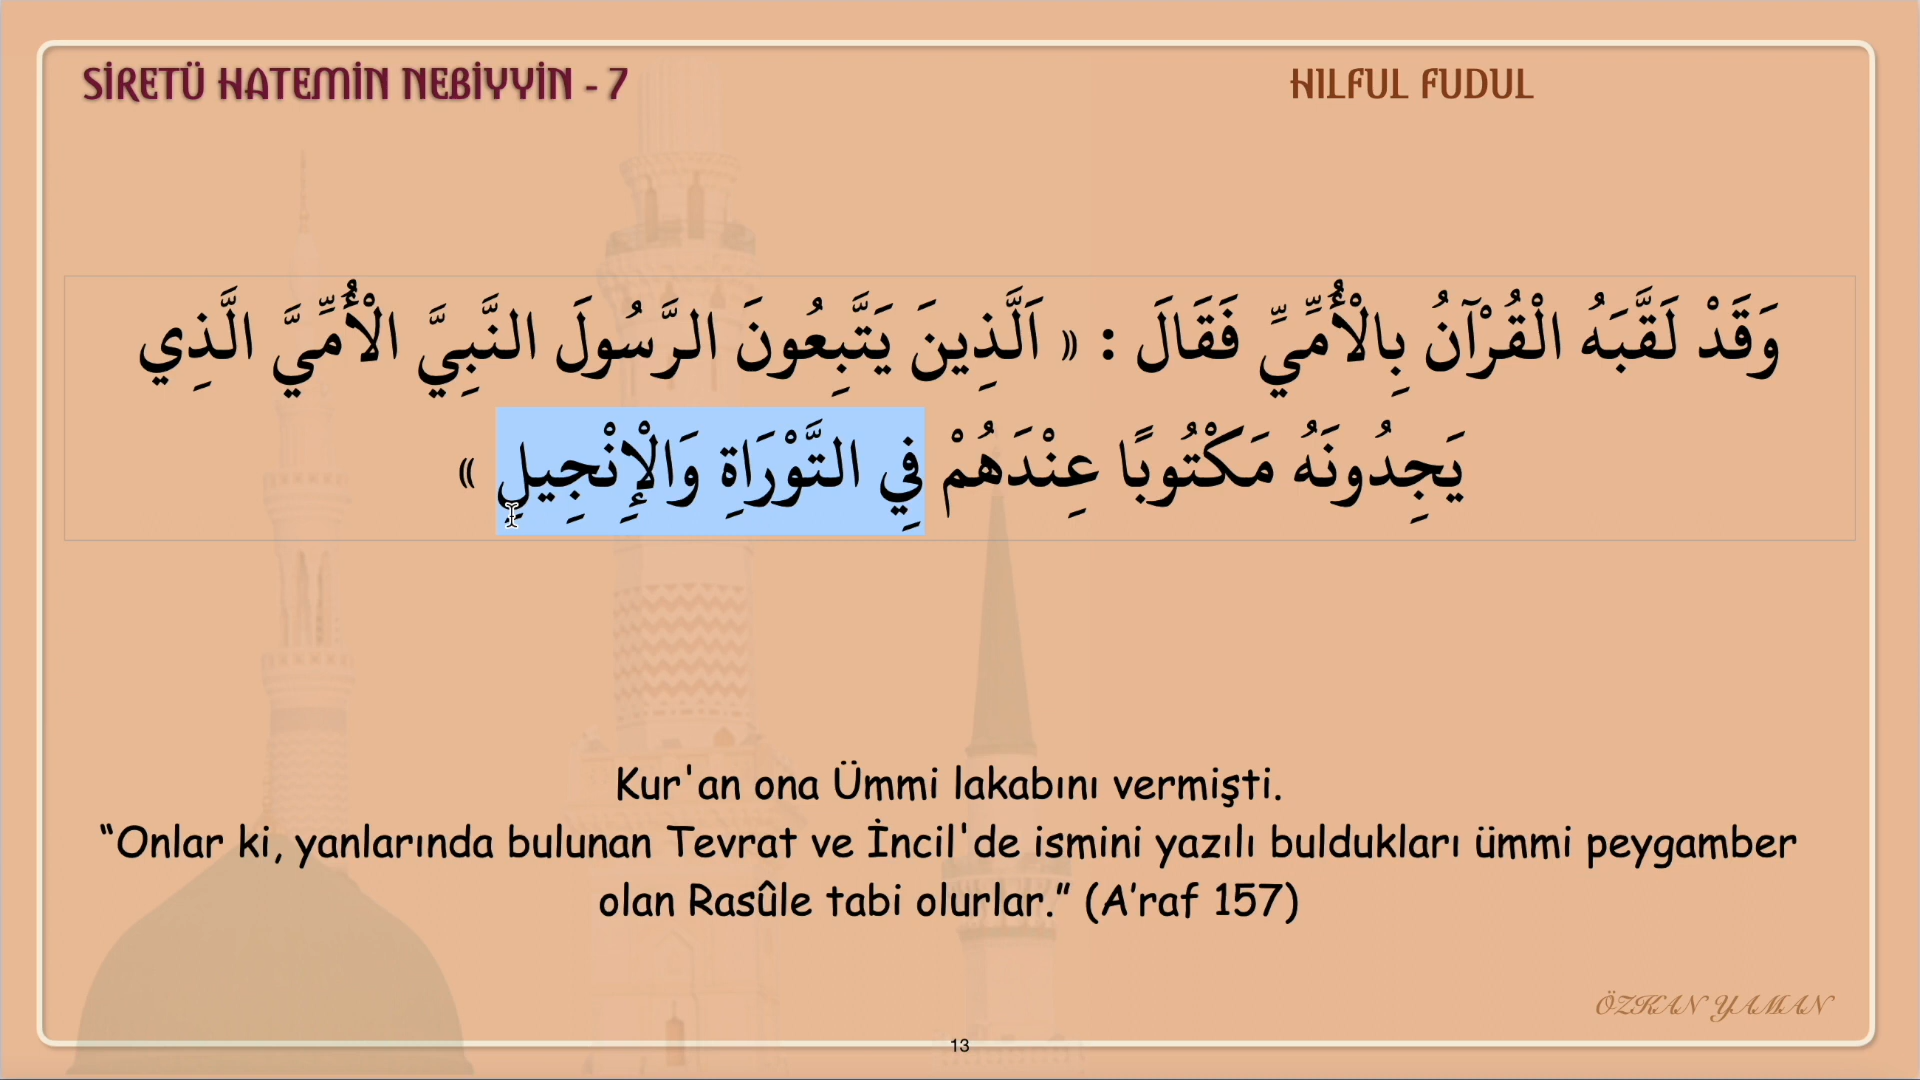 SİRETÜ HATEMİN NEBİYYİN - 7
HILFUL FUDUL
وَقَدْ لَقَّبَهُ الْقُرْآنُ بِالْأُمِّيِّ فَقَالَ : « اَلَّذِينَ يَتَّبِعُونَ الرَّسُولَ النَّبِيَّ الْأُمِّيَّ الَّذِي
يَجِدُونَهُ مَكْتُوبًا عِنْدَهُمْ فِي التَّوْرَاةِ وَالْإِنْجِيلِ »
Kur'an ona Ümmi lakabını vermişti.
“Onlar ki, yanlarında bulunan Tevrat ve İncil'de ismini yazılı buldukları ümmi peygamber
olan Rasûle tabi olurlar.” (A’raf 157)
ÖZKAN YAMAN
13